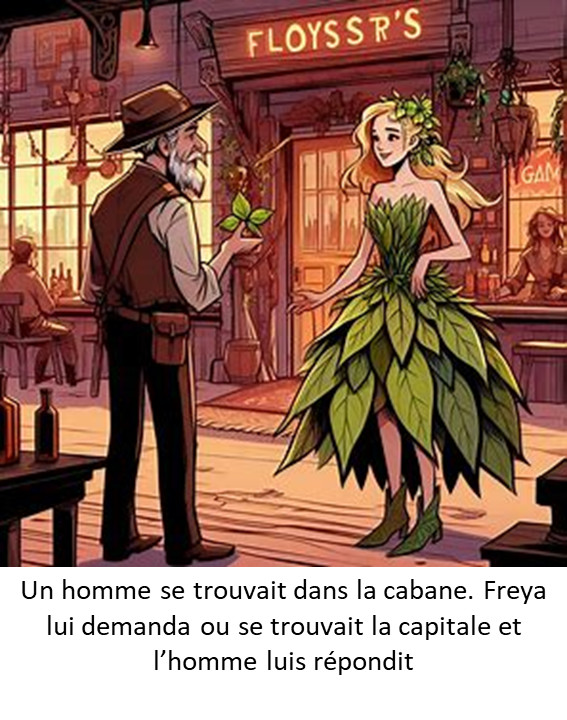 FLOYSSR'S
GAM
Un homme se trouvait dans la cabane. Freya
lui demanda ou se trouvait la capitale et
l'homme luis répondit